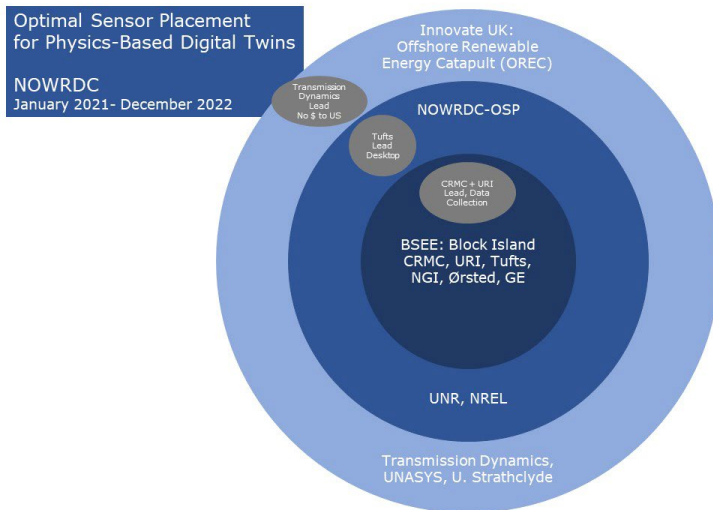 Optimal Sensor Placement
for Physics-Based Digital Twins
NOWRDC
January 2021- December 2022
Innovate UK:
Offshore Renewable
Energy Catapult (OREC)
Transmission
Dynamics
Lead
No $ to US
NOWRDC-OSP
Tufts
Lead
Desktop
CRMC + URI
Lead, Data
Collection
BSEE: Block Island
CRMC, URI, Tufts,
NGI, Ørsted, GE
UNR, NREL
Transmission Dynamics,
UNASYS, U. Strathclyde